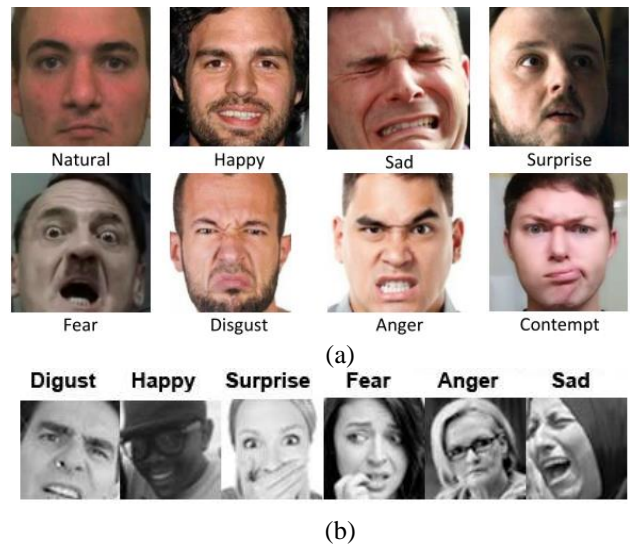 Natural Happy Sad Surprise
Fear Disgust Anger Contempt
(a)
Digust Happy Surprise Fear Anger Sad
(b)